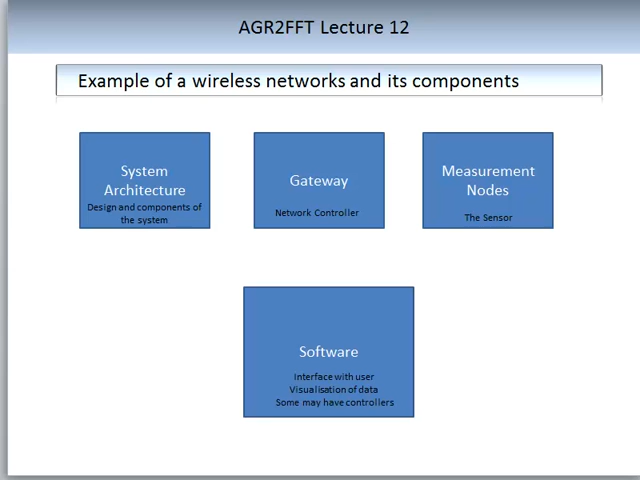 AGR2FFT Lecture 12
Example of a wireless networks and its components
System
Architecture
Design and components of
the system
Gateway
Network Controller
Measurement
Nodes
The Sensor
Software
Interface with user
Visualisation of data
Some may have controllers